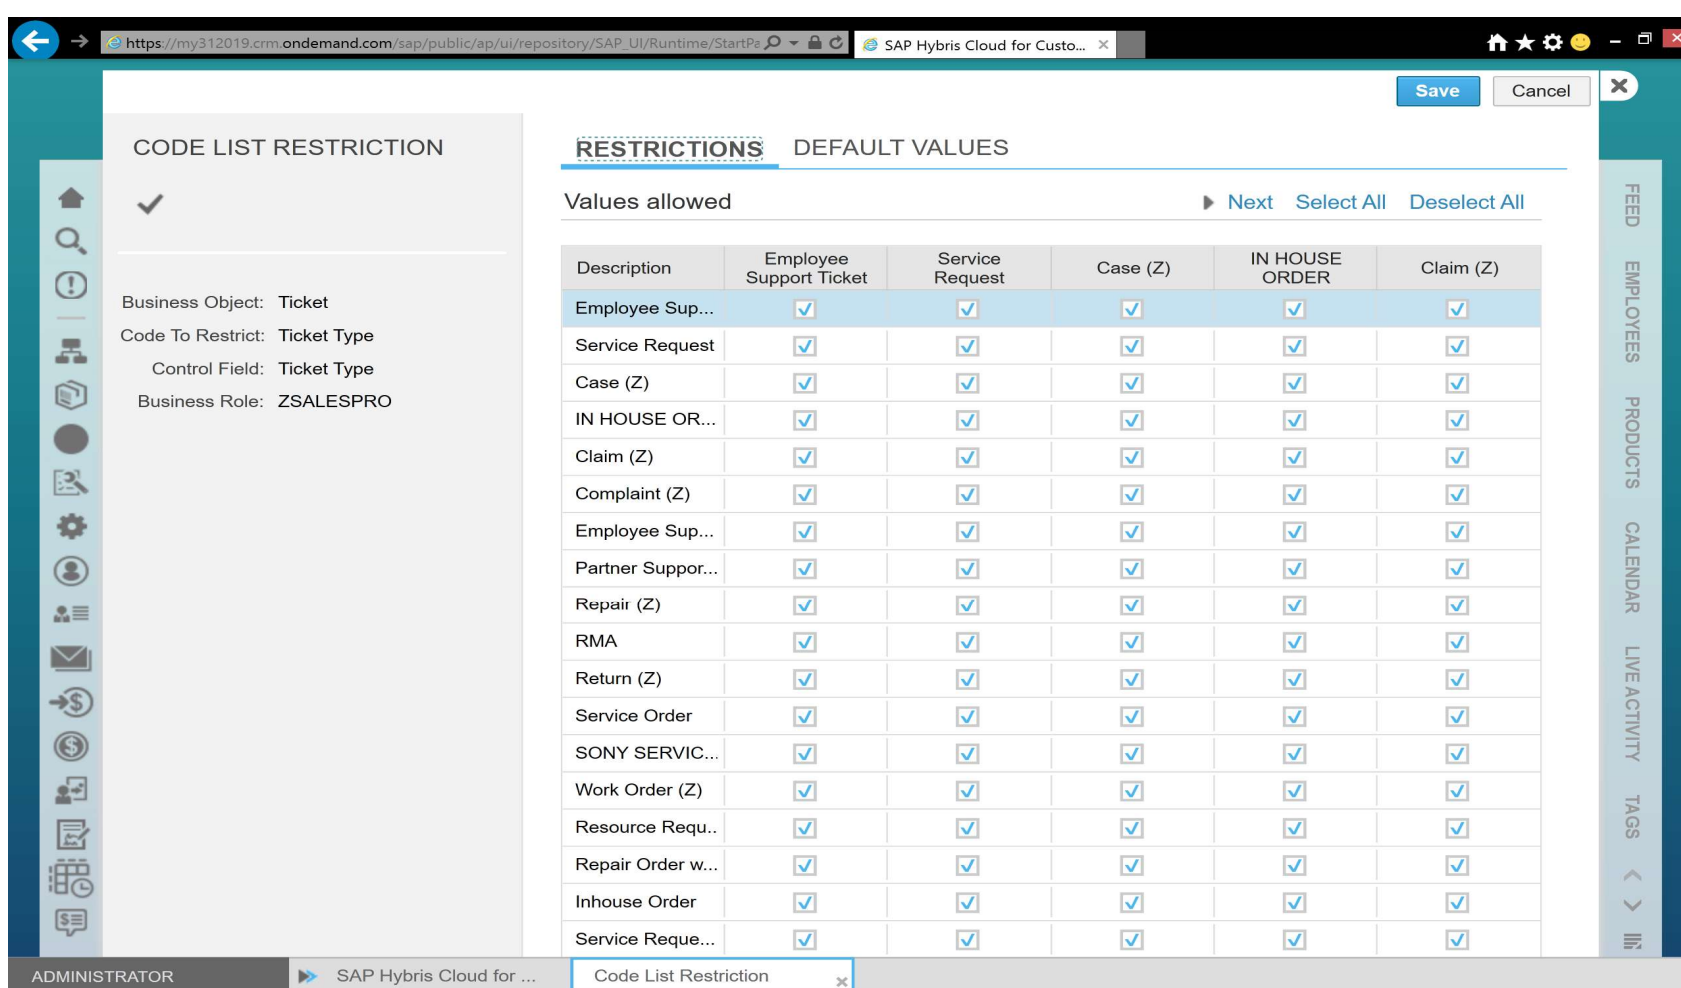 https://my312019.crm.ondemand.com/sap/public/ap/ui/repository/SAP_UI/Runtime/StartPa
SAP Hybris Cloud for Custo...
Save Cancel
CODE LIST RESTRICTION
Business Object: Ticket
Code To Restrict: Ticket Type
Control Field: Ticket Type
Business Role: ZSALESPRO
RESTRICTIONS DEFAULT VALUES
Values allowed Next Select All Deselect All
Description Employee Support Ticket Service Request Case (Z) IN HOUSE ORDER Claim (Z)
Employee Sup...
Service Request
Case (Z)
IN HOUSE OR...
Claim (Z)
Complaint (Z)
Employee Sup...
Partner Suppor...
Repair (Z)
RMA
Return (Z)
Service Order
SONY SERVIC...
Work Order (Z)
Resource Requ..
Repair Order w...
Inhouse Order
Service Reque...
FEED
EMPLOYEES
PRODUCTS
CALENDAR
LIVE ACTIVITY
TAGS
ADMINISTRATOR SAP Hybris Cloud for ... Code List Restriction